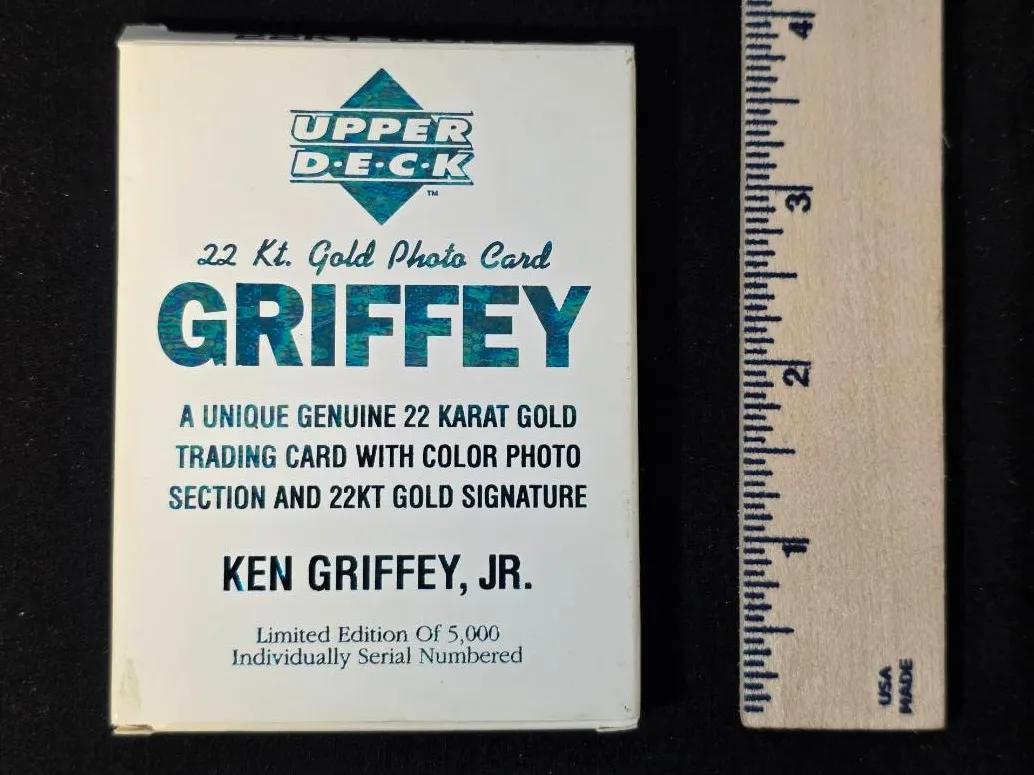 UPPER
D·E·C·K
TM
22 Kt. Gold Photo Card
GRIFFEY
A UNIQUE GENUINE 22 KARAT GOLD
TRADING CARD WITH COLOR PHOTO
SECTION AND 22KT GOLD SIGNATURE
KEN GRIFFEY, JR.
Limited Edition Of 5,000
Individually Serial Numbered
4
3
2
1
USA
MADE